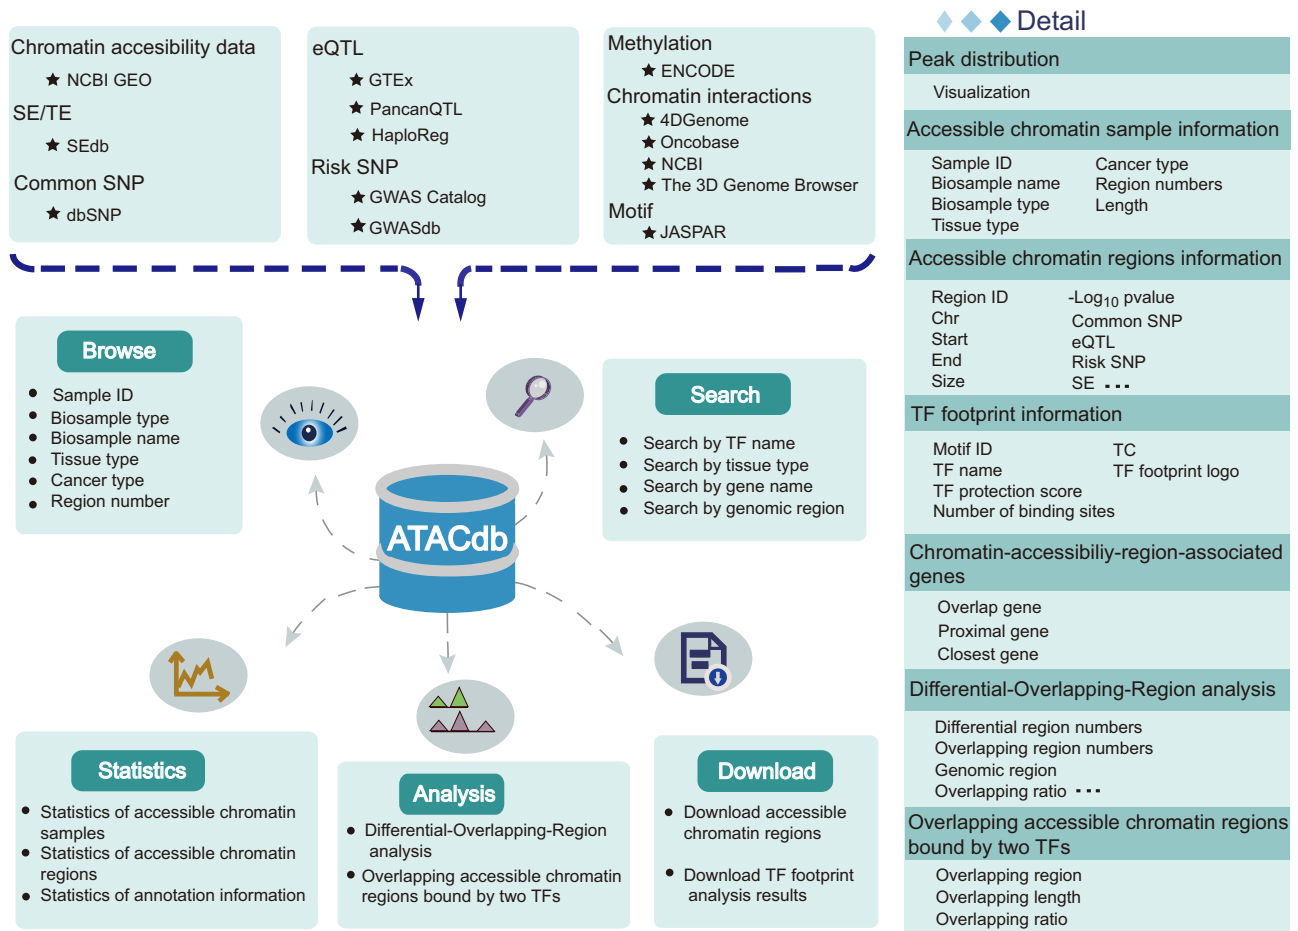 Chromatin accesibility data
★ NCBI GEO
SE/TE
★ SEdb
Common SNP
★ dbSNP
eQTL
★ GTEx
★ PancanQTL
★ HaploReg
Risk SNP
★ GWAS Catalog
★ GWASdb
Methylation
★ ENCODE
Chromatin interactions
★ 4DGenome
★ Oncobase
★ NCBI
★ The 3D Genome Browser
Motif
★ JASPAR
Browse
● Sample ID
● Biosample type
● Biosample name
● Tissue type
● Cancer type
● Region number
Search
● Search by TF name
● Search by tissue type
● Search by gene name
● Search by genomic region
ATACdb
Statistics
● Statistics of accessible chromatin
samples
● Statistics of accessible chromatin
regions
● Statistics of annotation information
Analysis
● Differential-Overlapping-Region
analysis
● Overlapping accessible chromatin
regions bound by two TFs
Download
● Download accessible
chromatin regions
● Download TF footprint
analysis results
Detail
Peak distribution
Visualization
Accessible chromatin sample information
Sample ID
Biosample name
Biosample type
Tissue type
Cancer type
Region numbers
Length
Accessible chromatin regions information
Region ID
Chr
Start
End
Size
-Log10 pvalue
Common SNP
eQTL
Risk SNP
SE ...
TF footprint information
Motif ID
TF name
TF protection score
Number of binding sites
TC
TF footprint logo
Chromatin-accessibiliy-region-associated
genes
Overlap gene
Proximal gene
Closest gene
Differential-Overlapping-Region analysis
Differential region numbers
Overlapping region numbers
Genomic region
Overlapping ratio ...
Overlapping accessible chromatin regions
bound by two TFs
Overlapping region
Overlapping length
Overlapping ratio